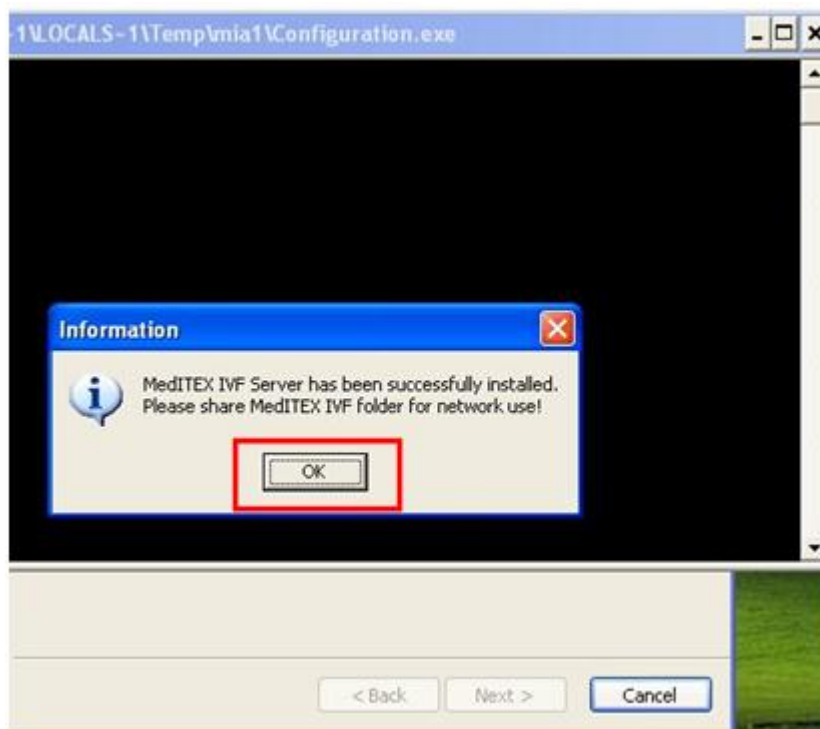 -1\LOCALS~1\Temp\mia1\Configuration.exe
Information
MedITEX IVF Server has been successfully installed.
Please share MedITEX IVF folder for network use!
OK
< Back
Next >
Cancel